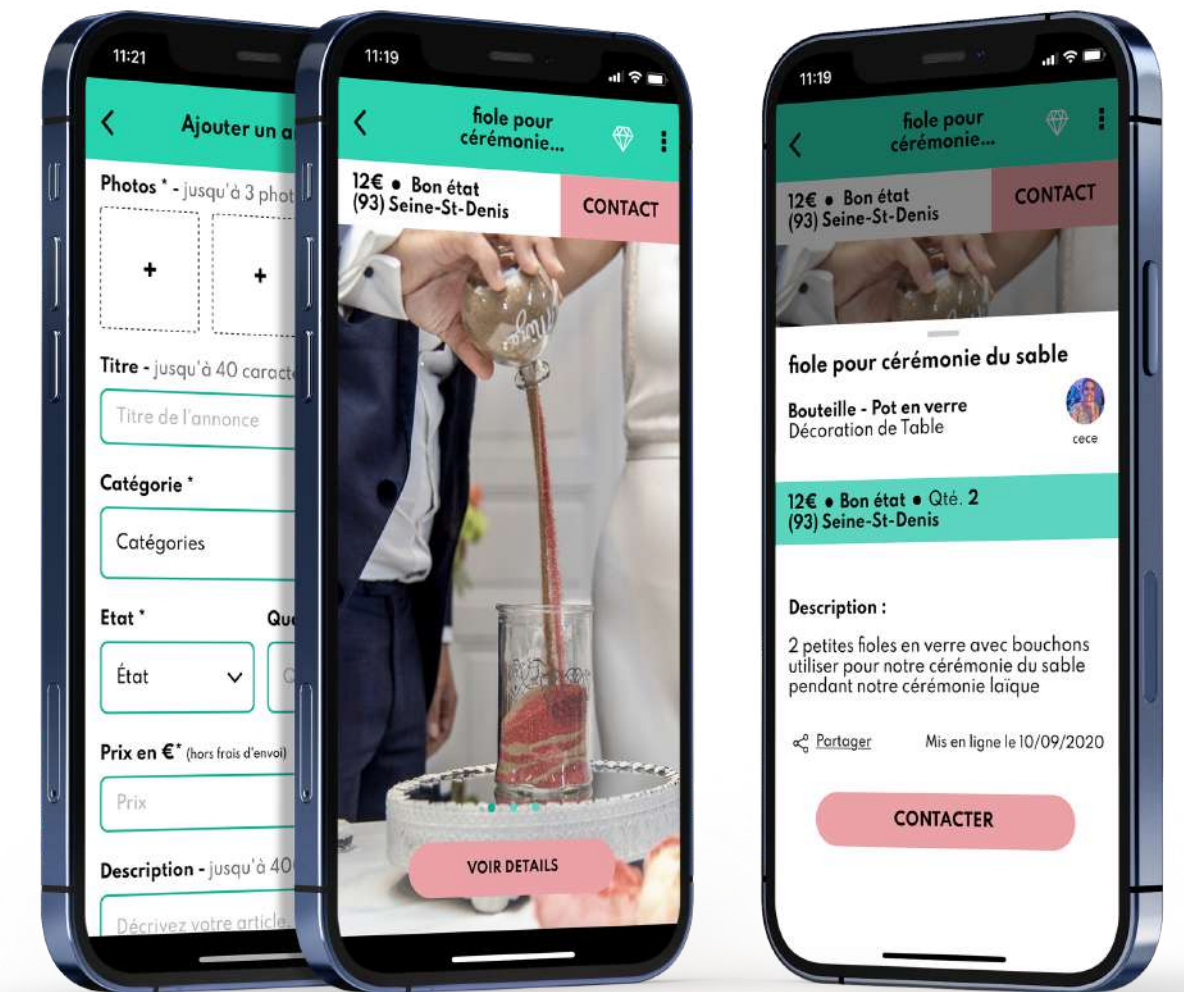 11:21
Ajouter un a
Photos * - jusqu'à 3 phot
+
+
Titre - jusqu'à 40 caract
Titre de l'annonce
Catégorie *
Catégories
Etat *
État
Prix en €* (hors frais d'envoi)
Prix
Description - jusqu'à 40
Décrivez votre article.
11:19
fiole pour
cérémonie...
12€ • Bon état
(93) Seine-St-Denis
CONTACT
VOIR DETAILS
11:19
fiole pour
cérémonie...
12€ • Bon état
(93) Seine-St-Denis
CONTACT
fiole pour cérémonie du sable
Bouteille - Pot en verre
Décoration de Table
cece
12€ • Bon état • Qté. 2
(93) Seine-St-Denis
Description :
2 petites fioles en verre avec bouchons
utiliser pour notre cérémonie du sable
pendant notre cérémonie laïque
Partager
Mis en ligne le 10/09/2020
CONTACTER